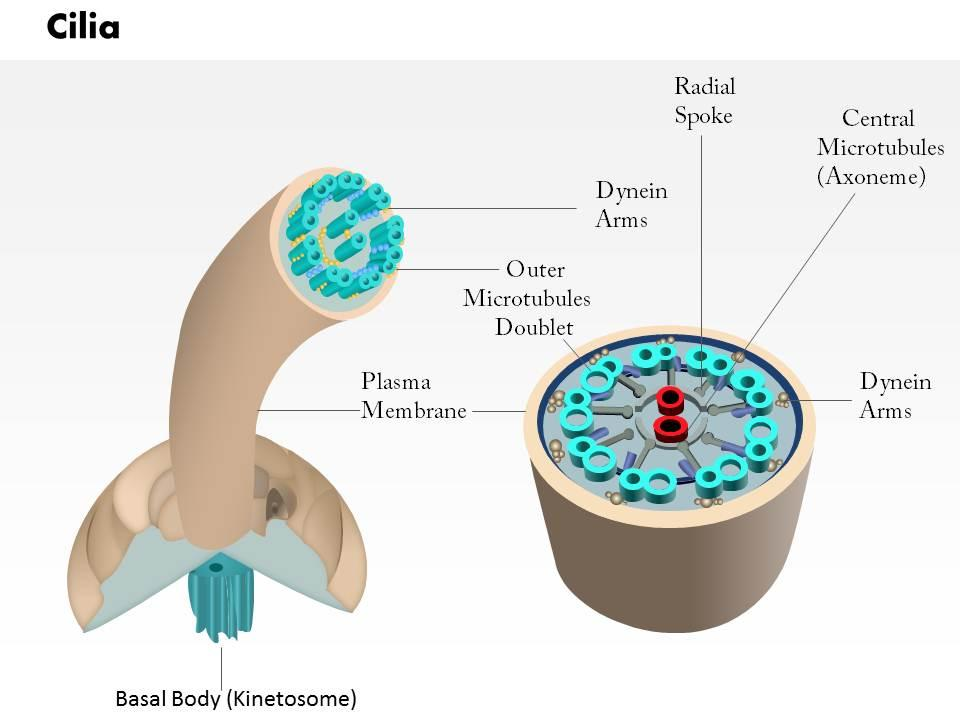 Cilia
Radial
Spoke
Central
Microtubules
(Axoneme)
Dynein
Arms
Outer
Microtubules
Doublet
Plasma
Membrane
Dynein
Arms
Basal Body (Kinetosome)